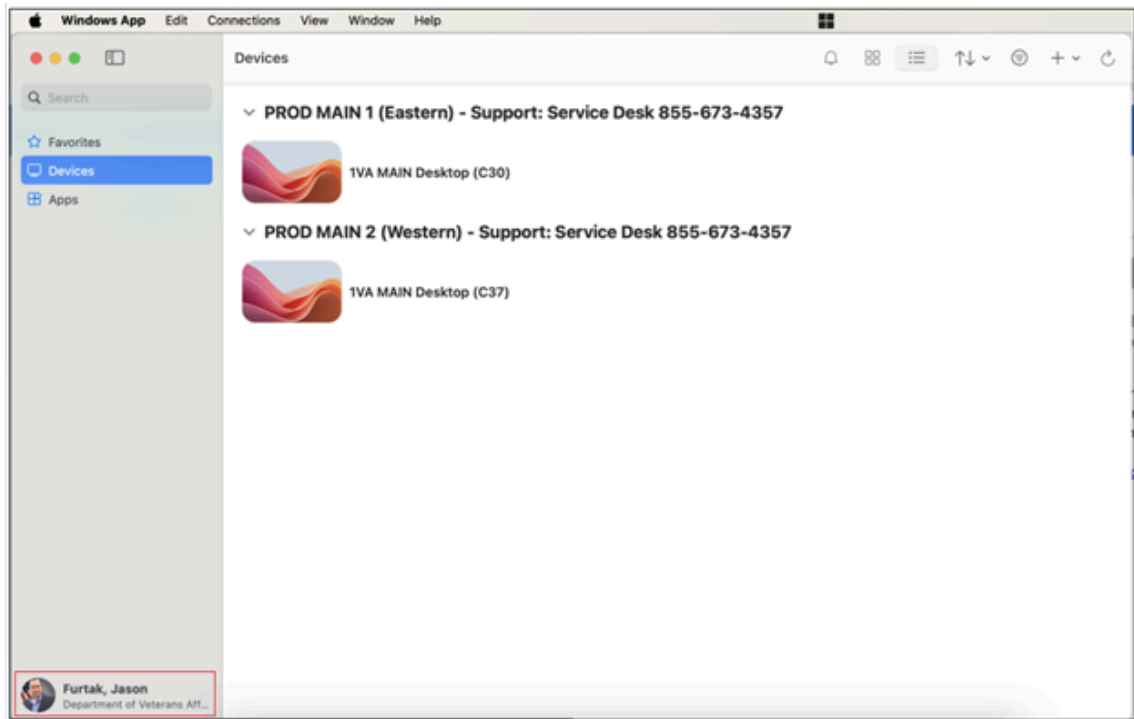 Windows App Edit Connections View Window Help
Devices
Search
Favorites
Devices
Apps
PROD MAIN 1 (Eastern) - Support: Service Desk 855-673-4357
1VA MAIN Desktop (C30)
PROD MAIN 2 (Western) - Support: Service Desk 855-673-4357
1VA MAIN Desktop (C37)
Furtak, Jason
Department of Veterans Aff...